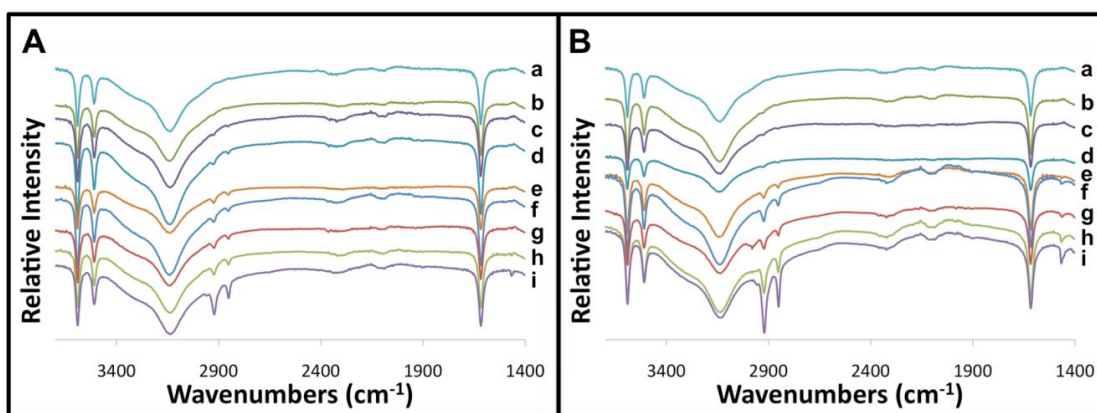 A
a
b
c
d
e
f
g
h
i
Relative Intensity
3400 2900 2400 1900 1400
Wavenumbers (cm-1)
B
a
b
c
d
e
f
g
h
i
Relative Intensity
3400 2900 2400 1900 1400
Wavenumbers (cm-1)